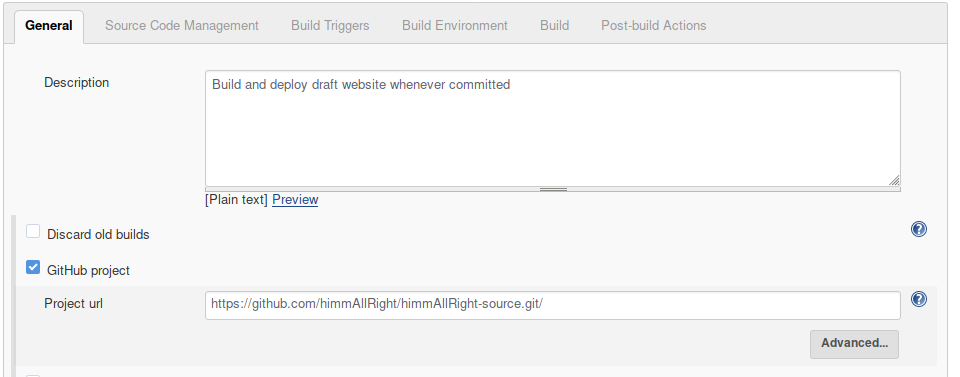 General Source Code Management Build Triggers Build Environment Build Post-build Actions
Description
Build and deploy draft website whenever committed
[Plain text] Preview
Discard old builds
?
GitHub project
Project url
https://github.com/himmAllRight/himmAllRight-source.git/
?
Advanced...